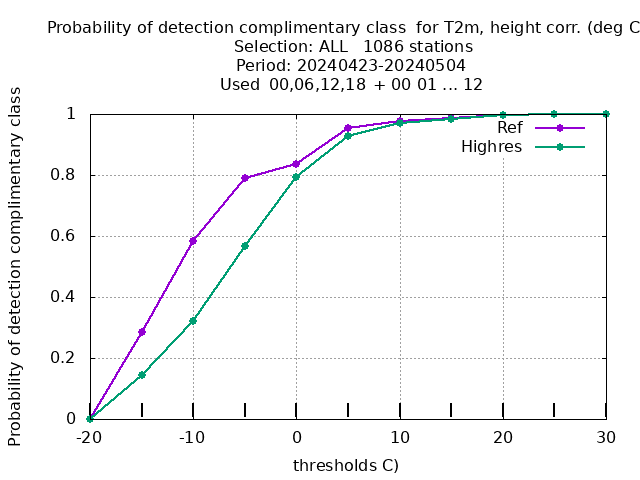 Probability of detection complimentary class for T2m, height corr. (deg C
Selection: ALL 1086 stations
Period: 20240423-20240504
Used 00,06,12,18 + 00 01 ... 12
Probability of detection complimentary class
1
0.8
0.6
0.4
0.2
0
Ref
Highres
-20 -10 0 10 20 30
thresholds C)